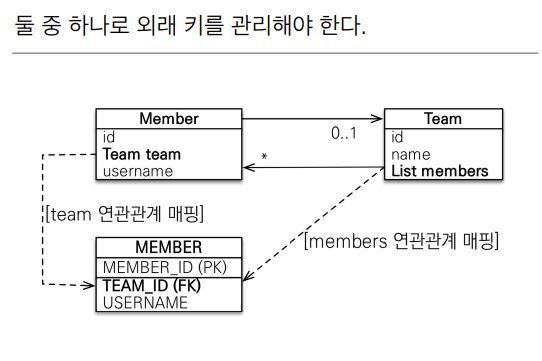 둘 중 하나로 외래 키를 관리해야 한다.
Member
id
Team team
username
0..1
*
Team
id
name
List members
[team 연관관계 매핑]
[members 연관관계 매핑]
MEMBER
MEMBER_ID (PK)
TEAM_ID (FK)
USERNAME